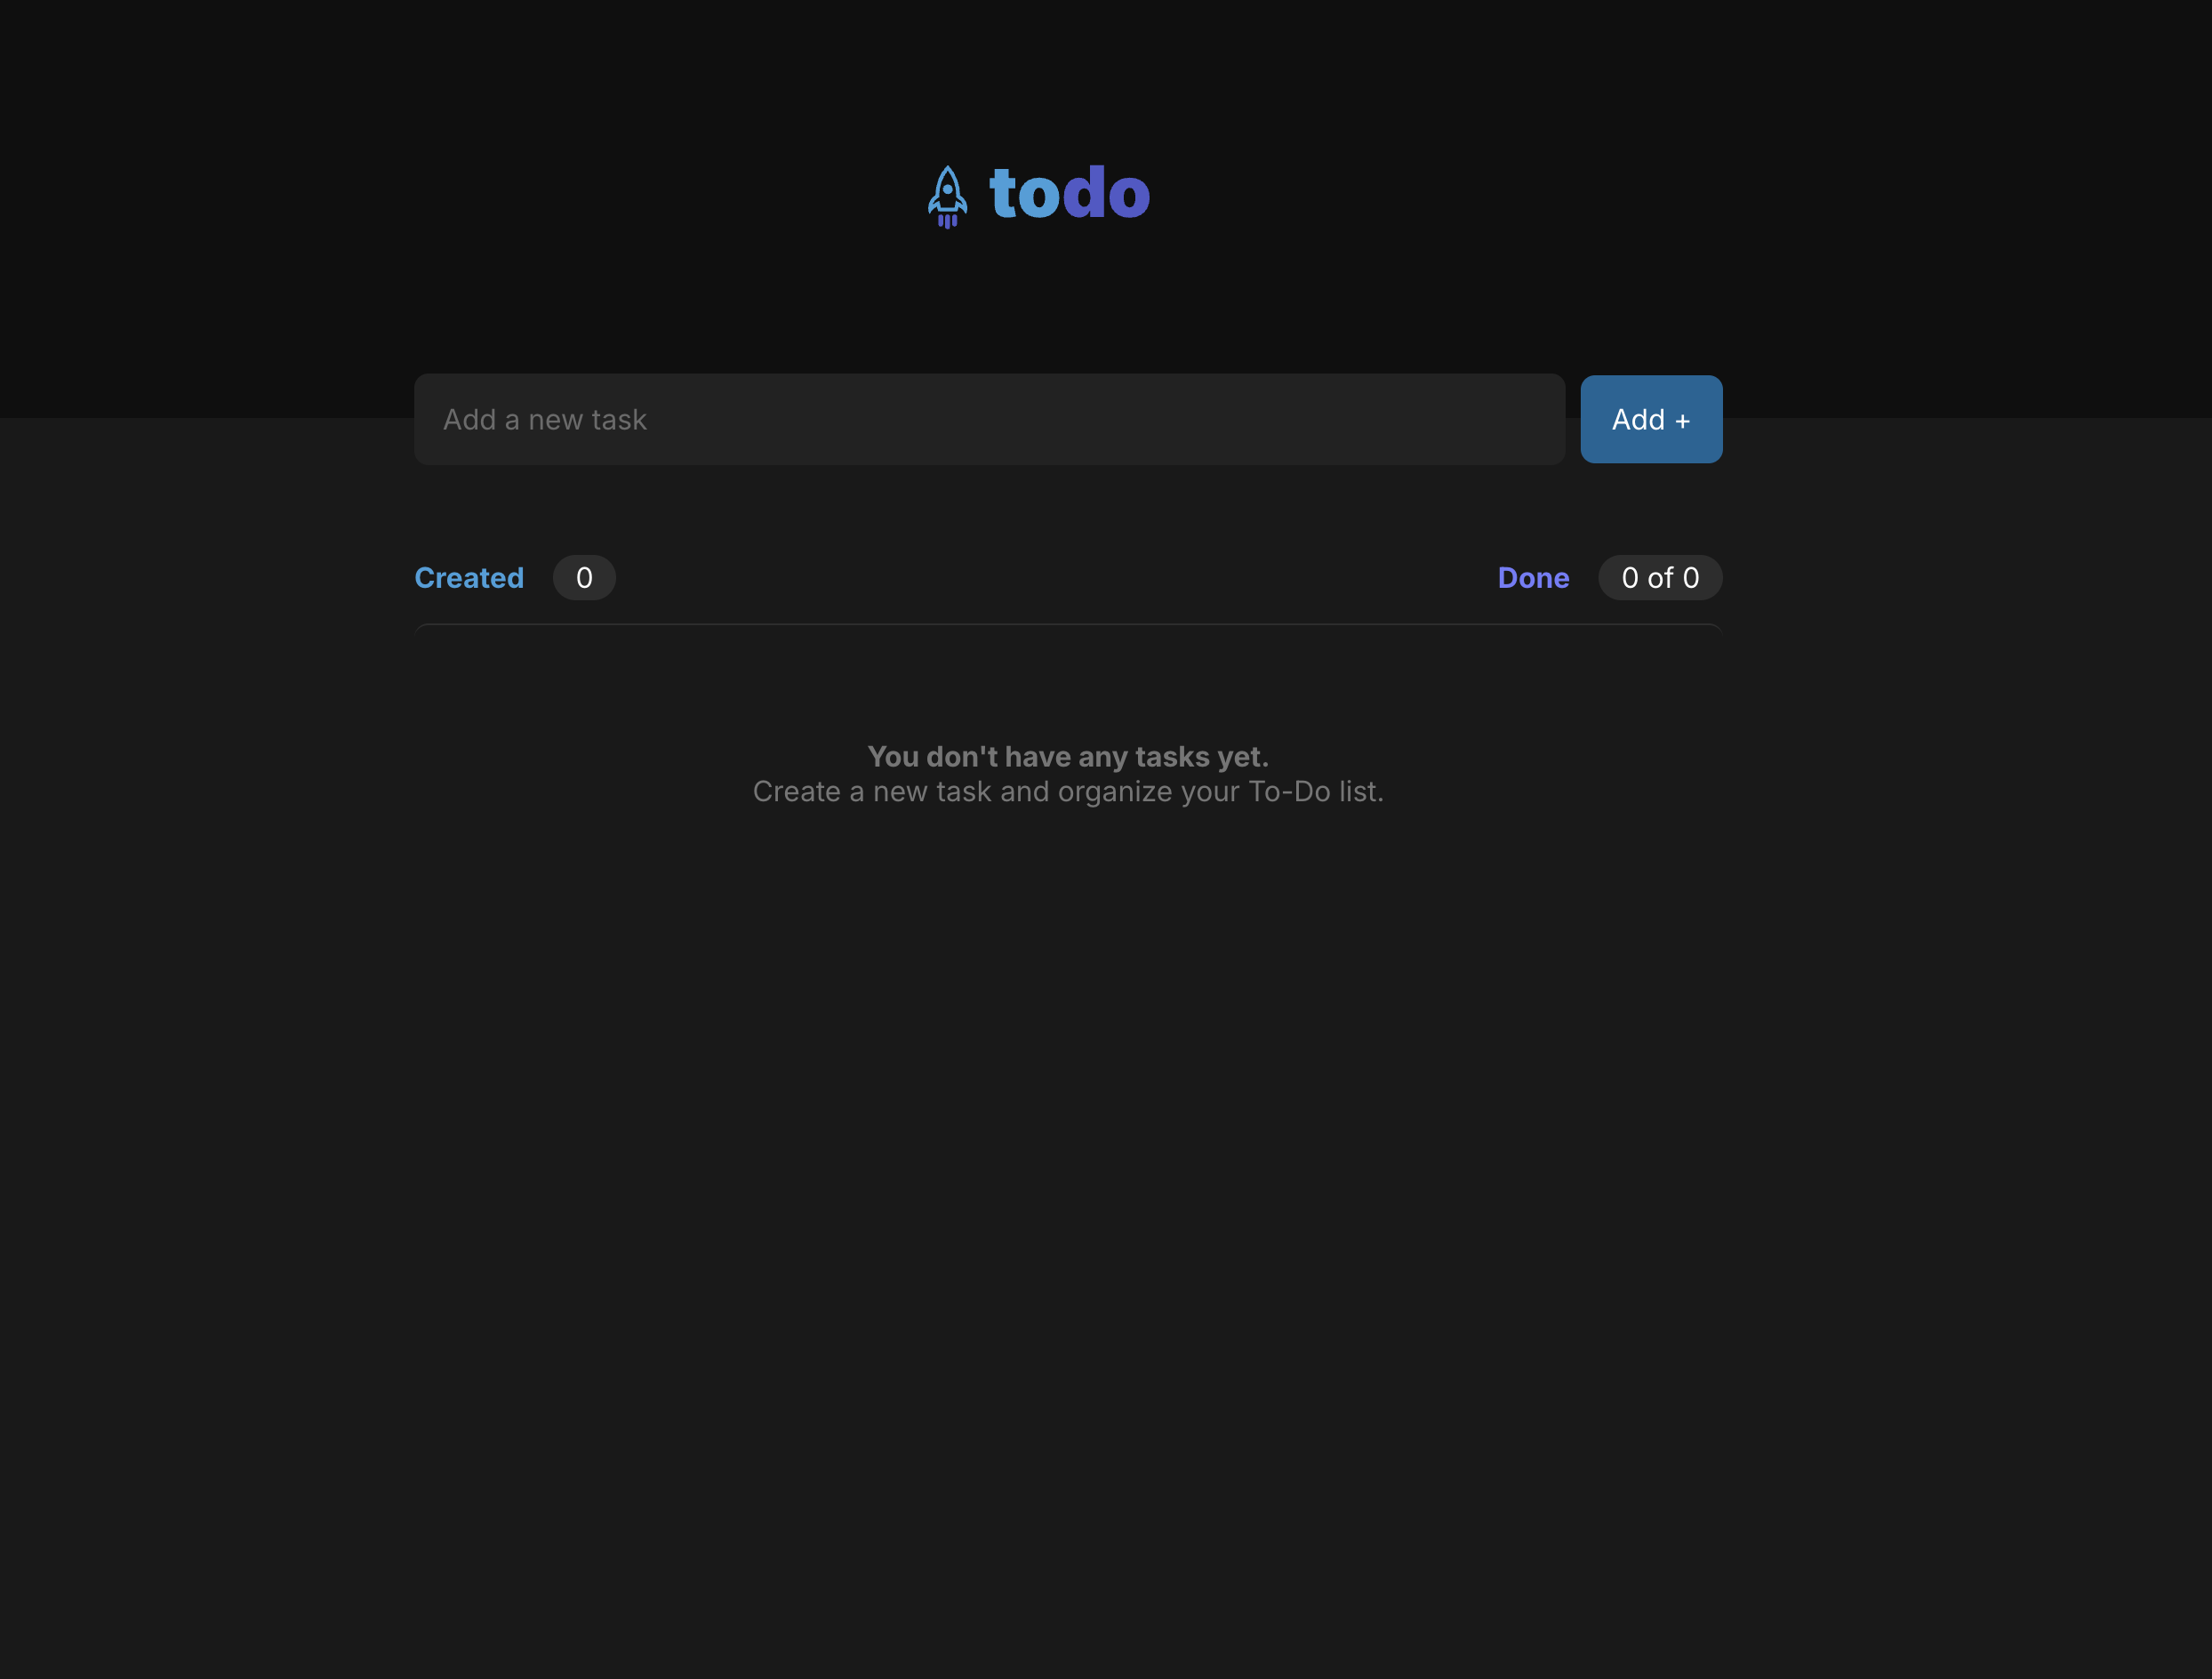 todo
Add a new task
Add +
Created 0
Done 0 of 0
You don't have any tasks yet.
Create a new task and organize your To-Do list.